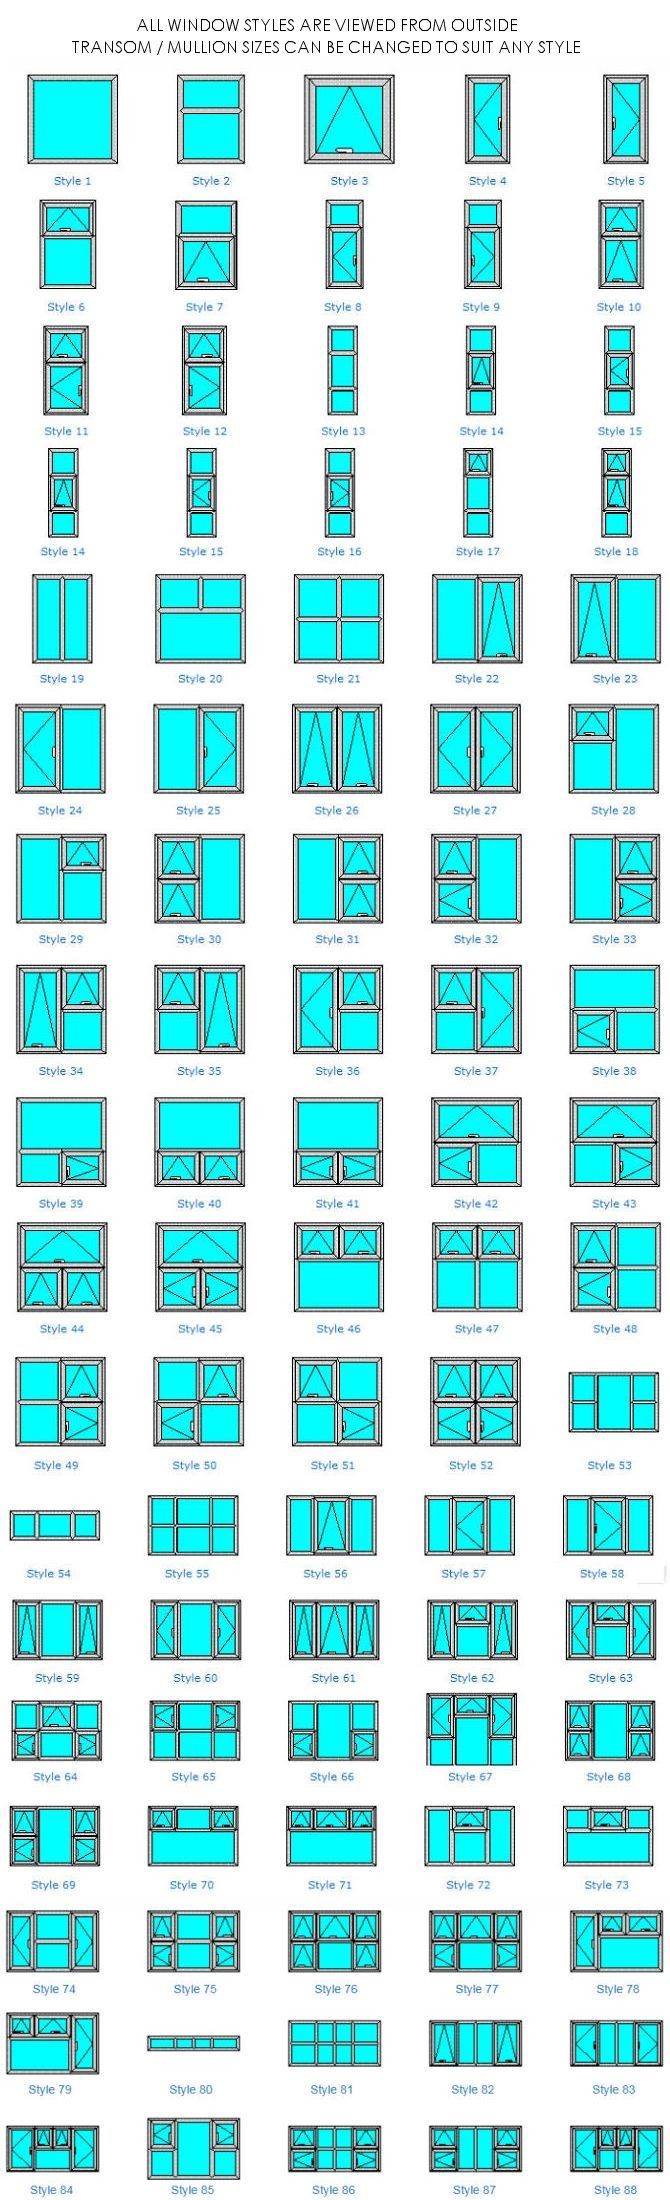 ALL WINDOW STYLES ARE VIEWED FROM OUTSIDE
TRANSOM / MULLION SIZES CAN BE CHANGED TO SUIT ANY STYLE
Style 1 Style 2 Style 3 Style 4 Style 5
Style 6 Style 7 Style 8 Style 9 Style 10
Style 11 Style 12 Style 13 Style 14 Style 15
Style 14 Style 15 Style 16 Style 17 Style 18
Style 19 Style 20 Style 21 Style 22 Style 23
Style 24 Style 25 Style 26 Style 27 Style 28
Style 29 Style 30 Style 31 Style 32 Style 33
Style 34 Style 35 Style 36 Style 37 Style 38
Style 39 Style 40 Style 41 Style 42 Style 43
Style 44 Style 45 Style 46 Style 47 Style 48
Style 49 Style 50 Style 51 Style 52 Style 53
Style 54 Style 55 Style 56 Style 57 Style 58
Style 59 Style 60 Style 61 Style 62 Style 63
Style 64 Style 65 Style 66 Style 67 Style 68
Style 69 Style 70 Style 71 Style 72 Style 73
Style 74 Style 75 Style 76 Style 77 Style 78
Style 79 Style 80 Style 81 Style 82 Style 83
Style 84 Style 85 Style 86 Style 87 Style 88